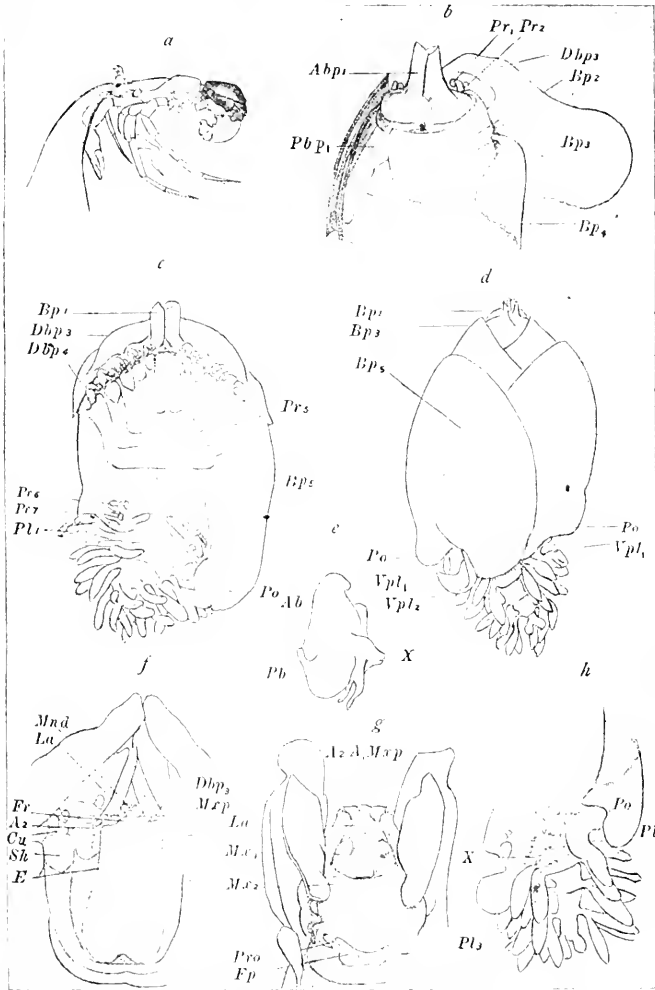 a
b
Pr₁ Pr₂
Abp₁
Dbp₃
Bp₂
Pbp₁
Bp₃
Bp₄
c
d
Bp₁
Dbp₃
Dbp₄
Pr₅
Bp₅
Pr₆
Pr₇
Pl₁
Po
Bp₁
Bp₃
Bp₅
Po
Vpl₁
Po
Vpl₁
Vpl₂
e
Ab
Pb
X
f
Mnd
La
Dbp₃
Mxp
Fr
A₂
Cu
Sh
E
g
A₂ A₁ Mxp
La
Mx₁
Mx₂
Pro
Fp
h
Po
Pl
X
Pl₃